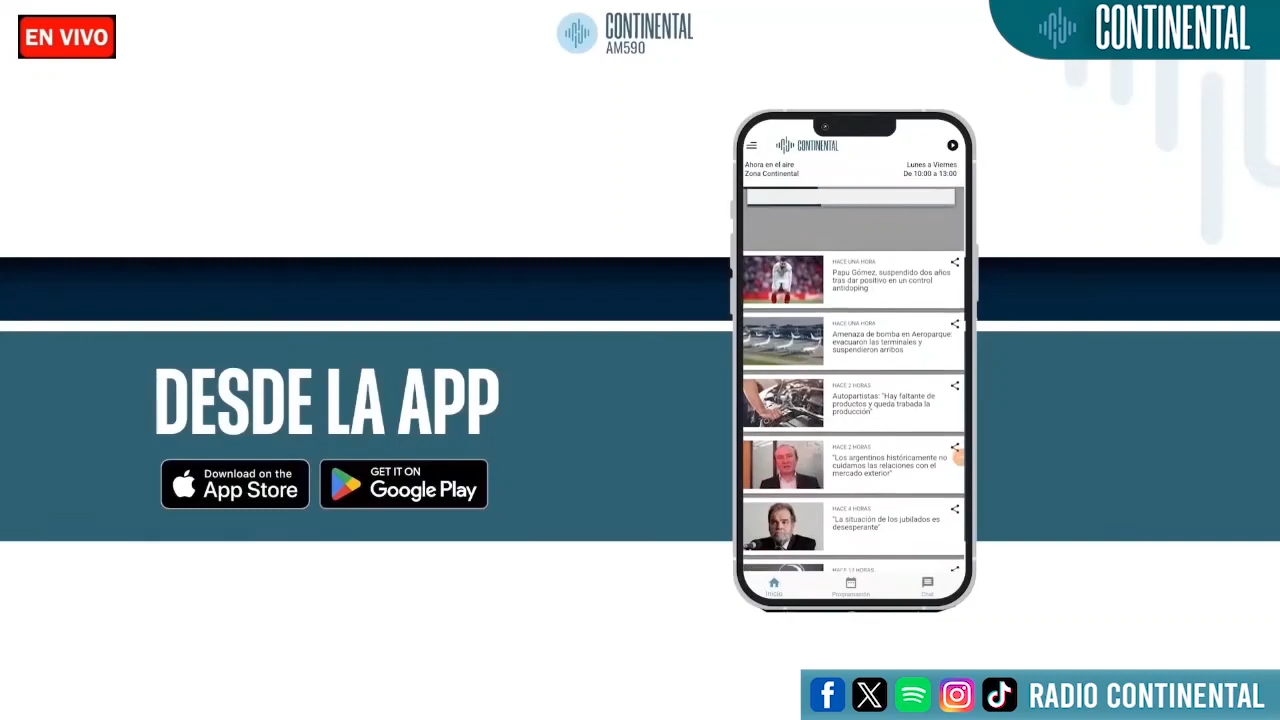 EN VIVO
CONTINENTAL
AM590
CONTINENTAL
CONTINENTAL
Ahora en el aire
Zona Continental
Lunes a Viernes
De 10:00 a 13:00
HACE UNA HORA
Papu Gómez, suspendido dos años
tras dar positivo en un control
antidoping
HACE UNA HORA
Amenaza de bomba en Aeroparque:
evacuaron las terminales y
suspendieron arribos
HACE 2 HORAS
Autopartistas: "Hay faltante de
productos y queda trabada la
producción"
HACE 2 HORAS
"Los argentinos históricamente no
cuidamos las relaciones con el
mercado exterior"
HACE 4 HORAS
"La situación de los jubilados es
desesperante"
HACE 12 HORAS
Inicio
Programación
Chat
DESDE LA APP
Download on the
App Store
GET IT ON
Google Play
RADIO CONTINENTAL